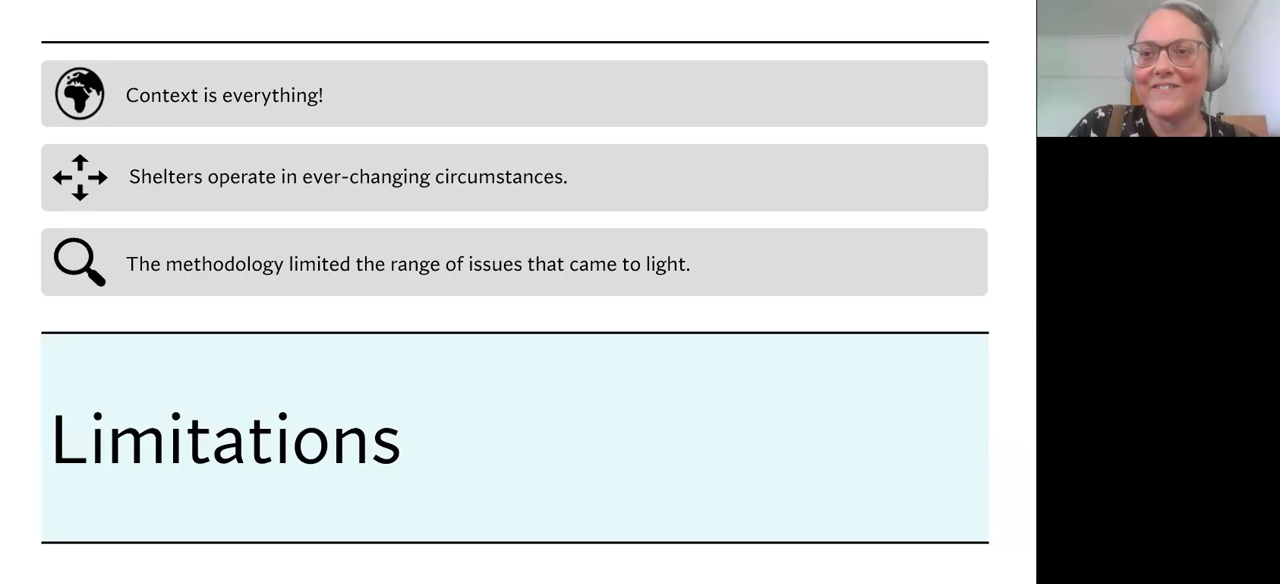 Context is everything!
Shelters operate in ever-changing circumstances.
The methodology limited the range of issues that came to light.
Limitations